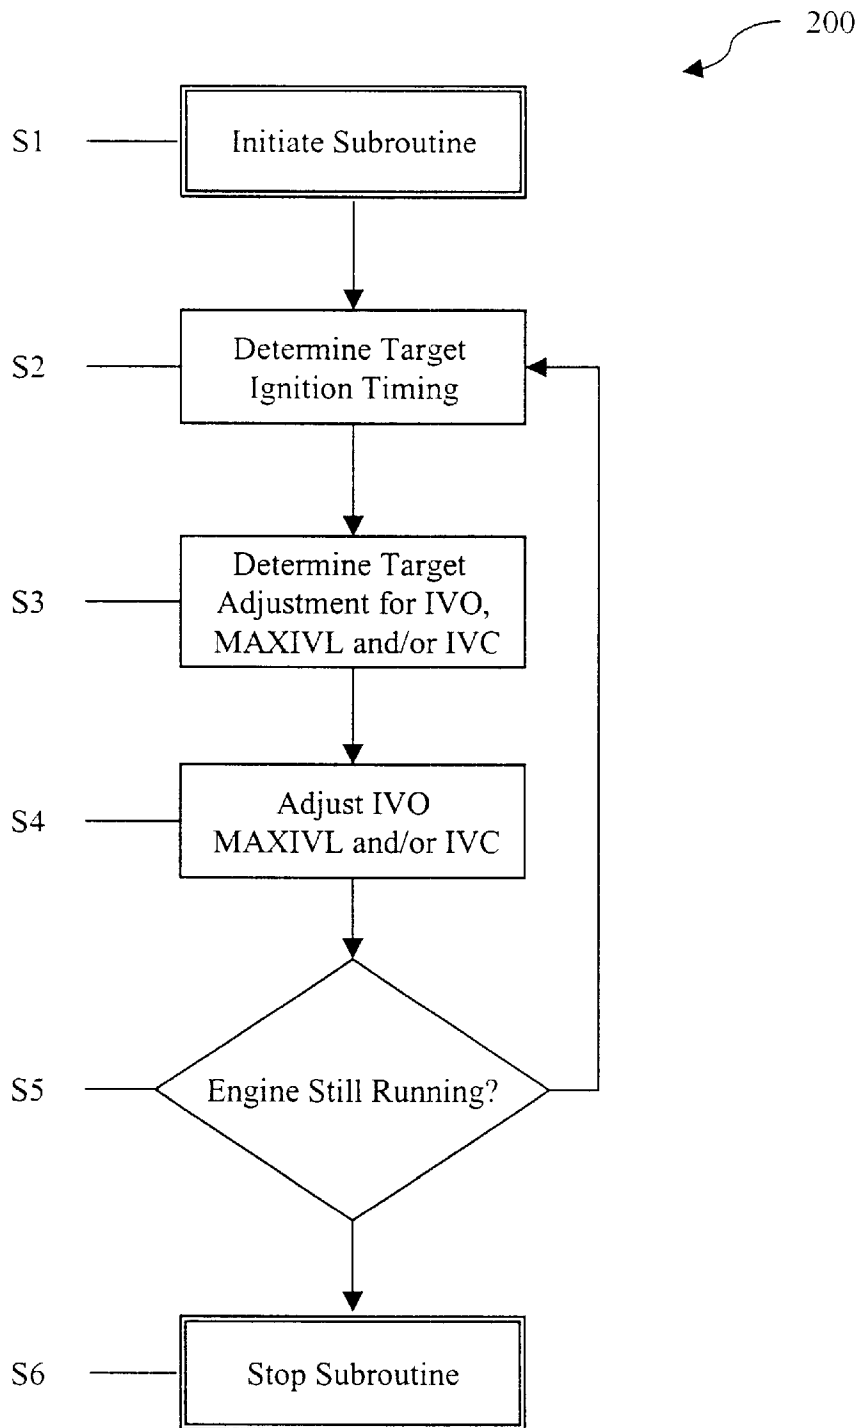 200
S1
Initiate Subroutine
S2
Determine Target
Ignition Timing
S3
Determine Target
Adjustment for IVO,
MAXIVL and/or IVC
S4
Adjust IVO
MAXIVL and/or IVC
S5
Engine Still Running?
S6
Stop Subroutine